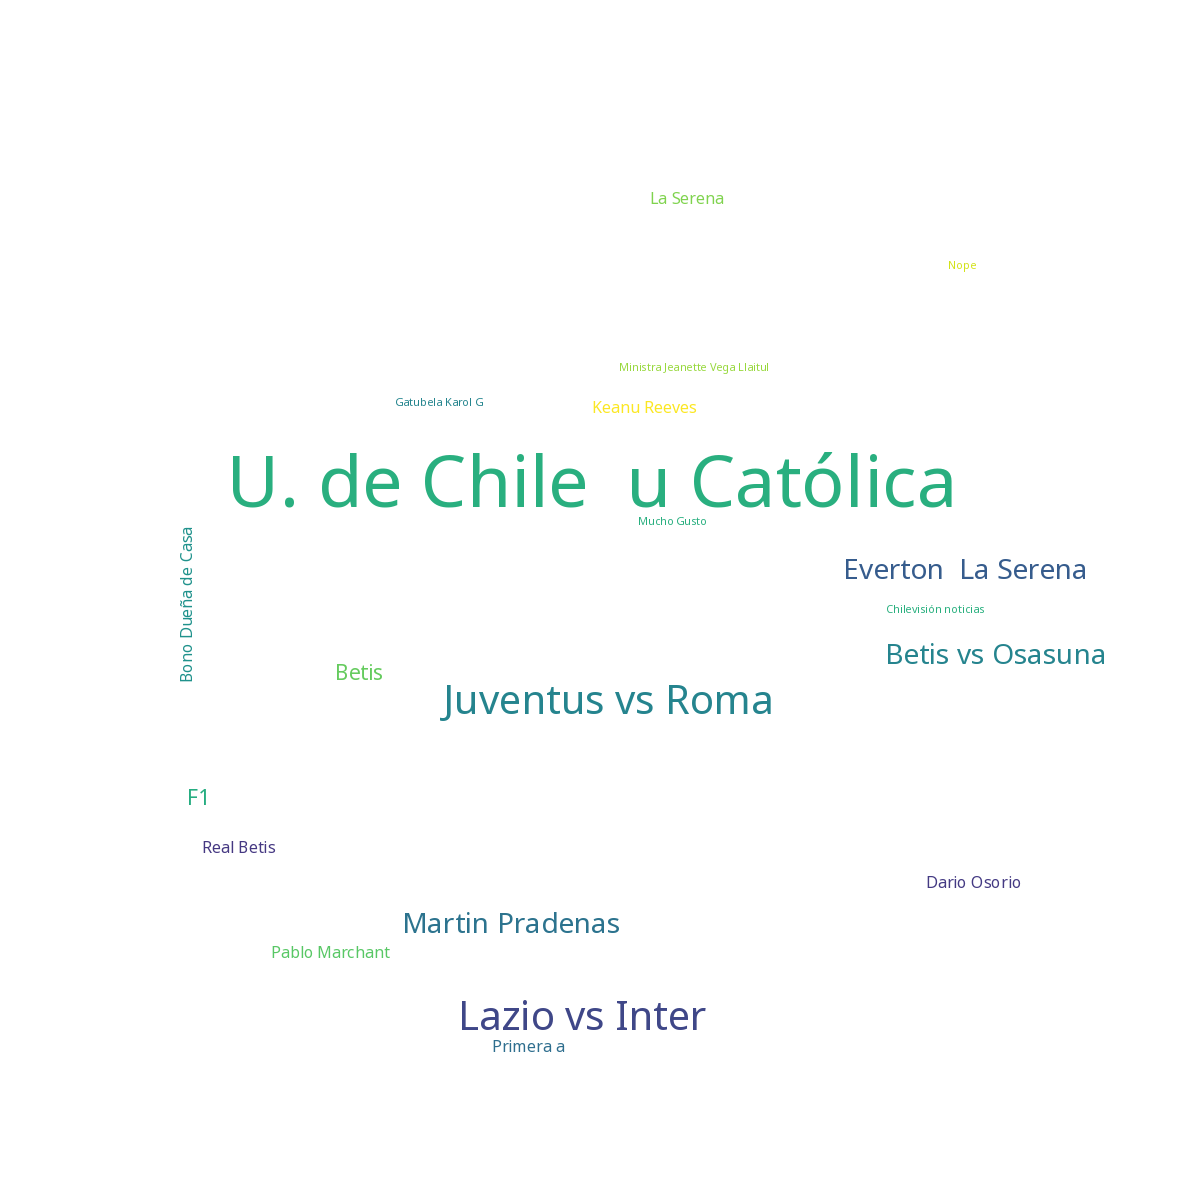 La Serena
Nope
Ministra Jeanette Vega Llaitul
Gatubela Karol G
Keanu Reeves
U. de Chile  u Católica
Mucho Gusto
Bono Dueña de Casa
Everton  La Serena
Chilevisión noticias
Betis vs Osasuna
Betis
Juventus vs Roma
F1
Real Betis
Dario Osorio
Martin Pradenas
Pablo Marchant
Lazio vs Inter
Primera a